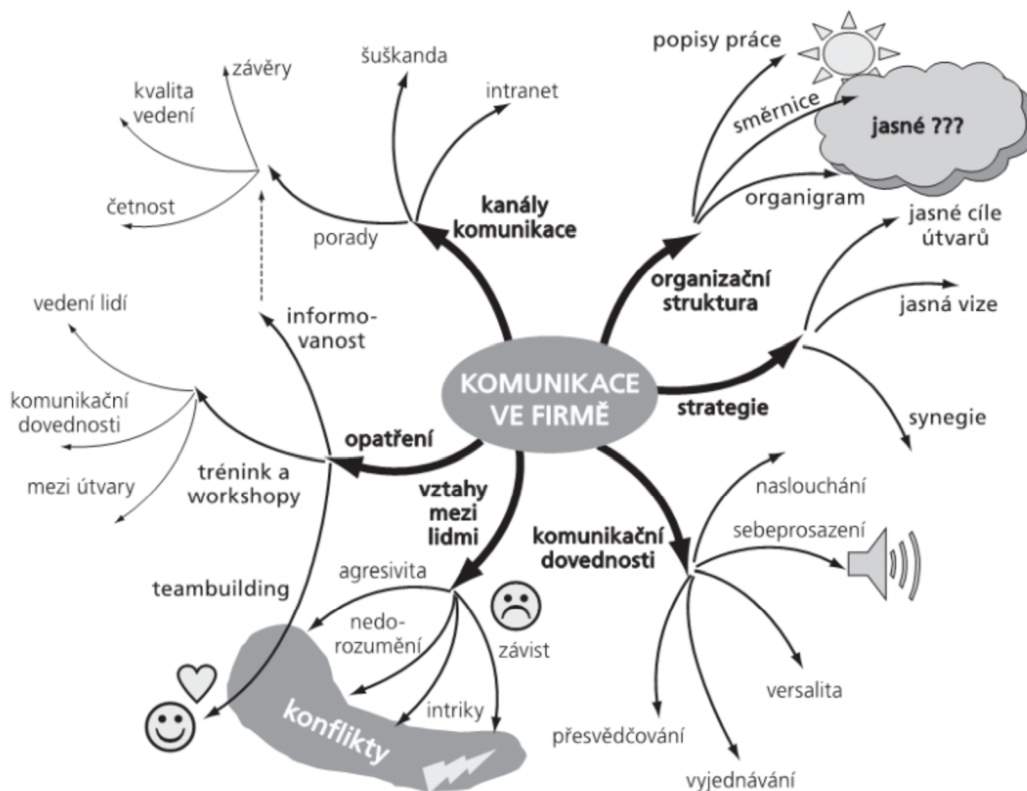 KOMUNIKACE
VE FIRMĚ
kanály
komunikace
šuškanda
intranet
porady
závěry
kvalita
vedení
četnost
organizační
struktura
popisy práce
směrnice
organigram
jasné ???
strategie
jasné cíle
útvarů
jasná vize
synegie
komunikační
dovednosti
naslouchání
sebeprosazení
versalita
vyjednávání
přesvědčování
vztahy
mezi
lidmi
agresivita
nedo-
rozumění
intriky
závist
konflikty
opatření
informo-
vanost
trénink a
workshopy
vedení lidí
komunikační
dovednosti
mezi útvary
teambuilding